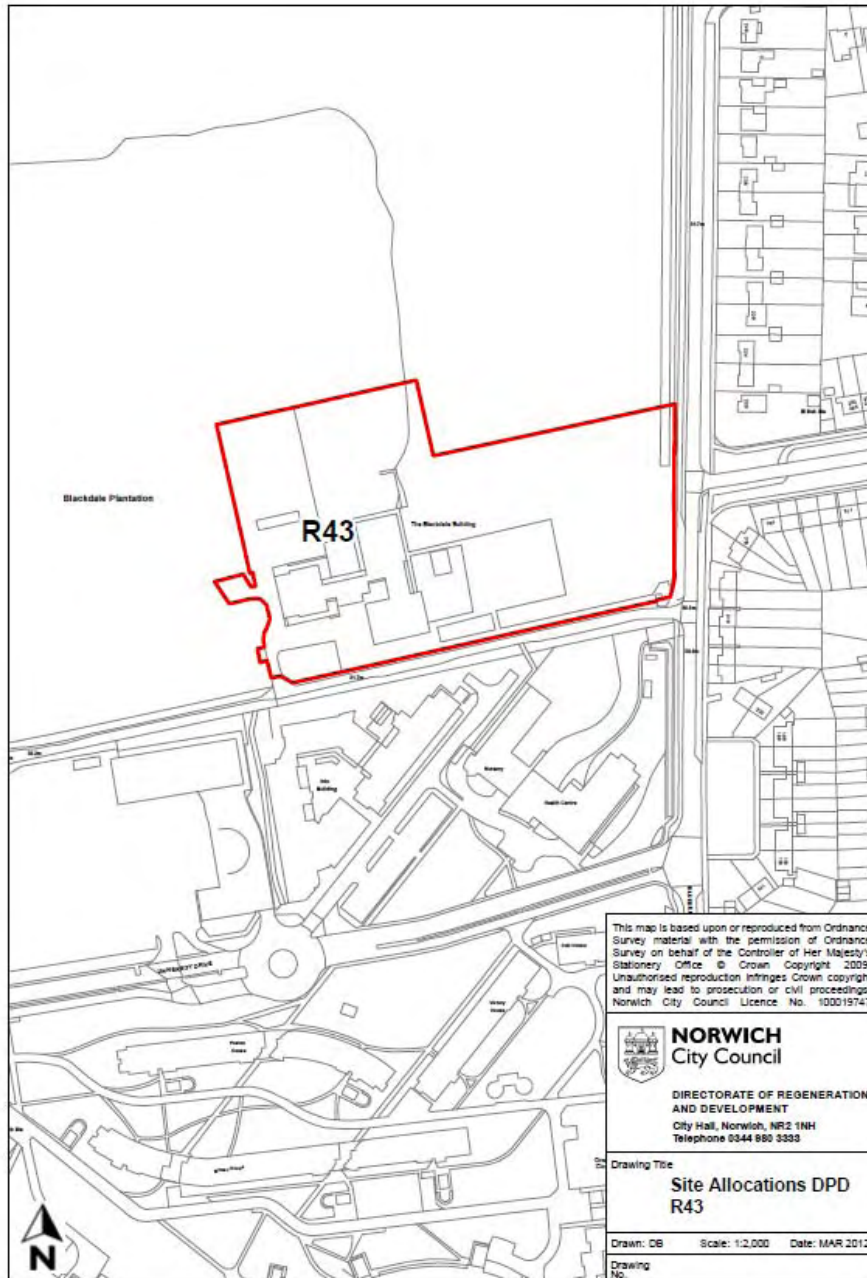 Blackdale Plantation
R43
The Blackdale Building
Nursery
Health Centre
Building
UNIVERSITY DRIVE
This map is based upon or reproduced from Ordnance
Survey material with the permission of Ordnance
Survey on behalf of the Controller of Her Majesty's
Stationery Office © Crown Copyright 2009.
Unauthorised reproduction infringes Crown copyright
and may lead to prosecution or civil proceedings.
Norwich City Council Licence No. 100019747
NORWICH
City Council
DIRECTORATE OF REGENERATION
AND DEVELOPMENT
City Hall, Norwich, NR2 1NH
Telephone 0344 980 3333
Drawing Title
Site Allocations DPD
R43
Drawn: DB Scale: 1:2,000 Date: MAR 2012
Drawing
No.
N